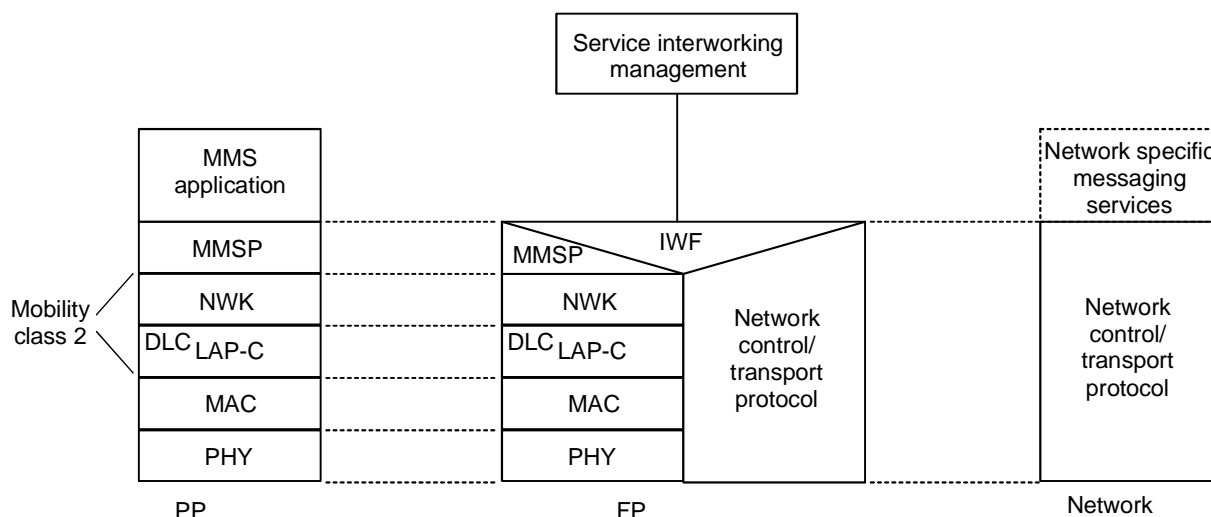 Service interworking
management
MMS
application
Network specific
messaging
services
MMSP
MMSP
IWF
Mobility
class 2
NWK
NWK
DLC LAP-C
DLC LAP-C
Network
control/
transport
protocol
Network
control/
transport
protocol
MAC
MAC
PHY
PHY
PP
FP
Network